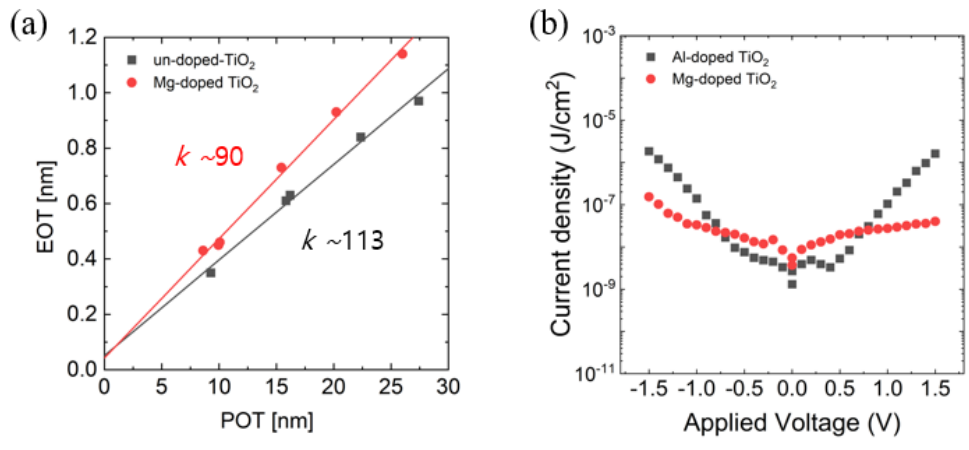 (a)
EOT [nm]
1.2
1.0
0.8
0.6
0.4
0.2
0.0
un-doped-TiO₂
Mg-doped TiO₂
k ~90
k ~113
0 5 10 15 20 25 30
POT [nm]
(b)
Current density (J/cm²)
10⁻³
10⁻⁵
10⁻⁷
10⁻⁹
10⁻¹¹
Al-doped TiO₂
Mg-doped TiO₂
-1.5 -1.0 -0.5 0.0 0.5 1.0 1.5
Applied Voltage (V)